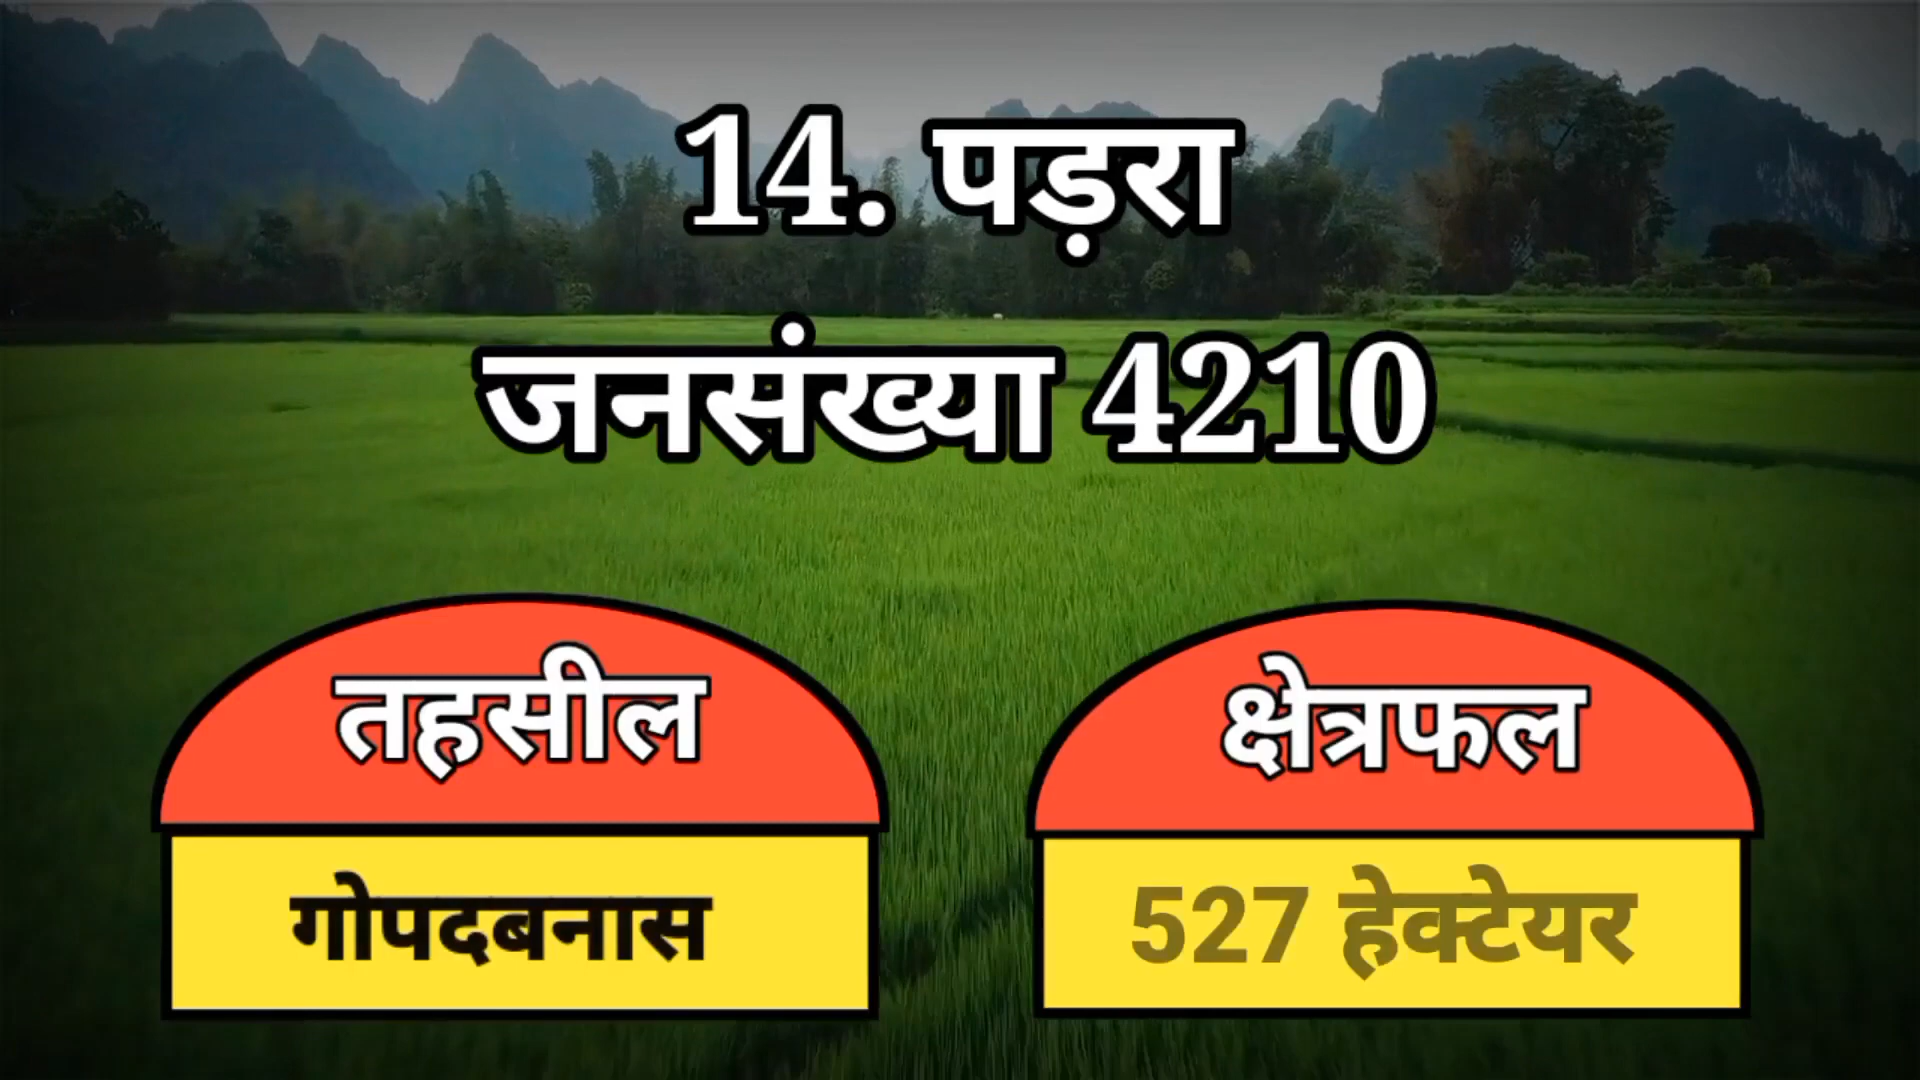 14. पड़रा
जनसंख्या 4210
तहसील
गोपदबनास
क्षेत्रफल
527 हेक्टेयर